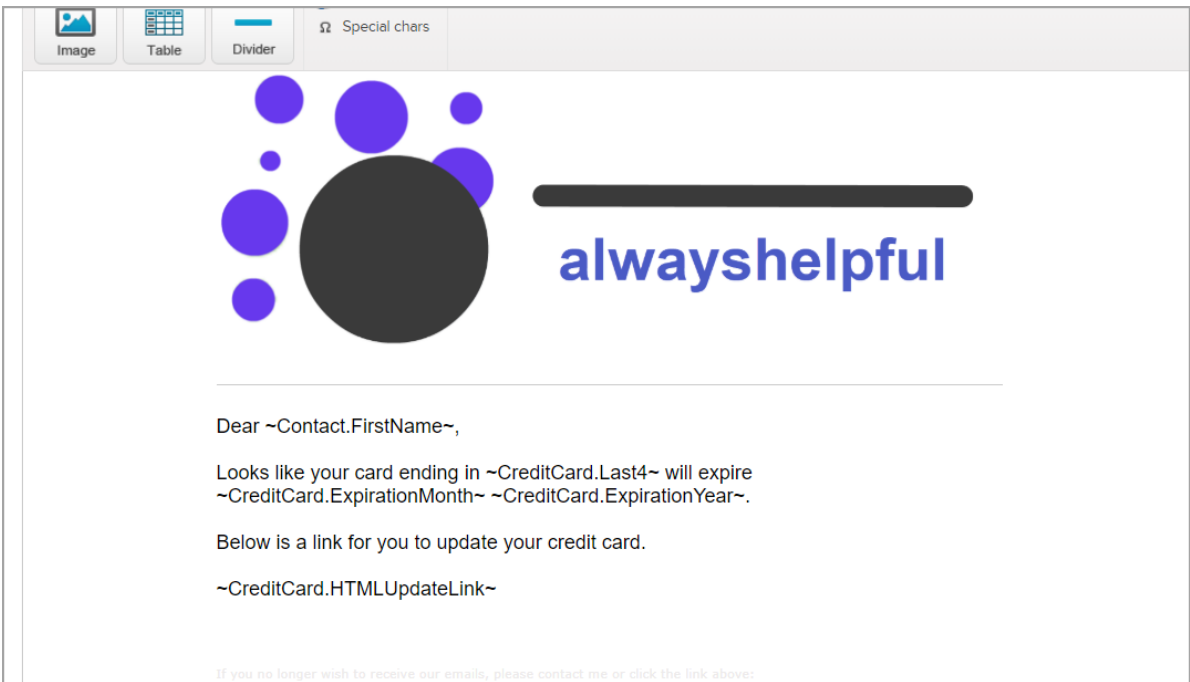 Image
Table
Divider
Ω Special chars
alwayshelpful
Dear ~Contact.FirstName~,
Looks like your card ending in ~CreditCard.Last4~ will expire
~CreditCard.ExpirationMonth~ ~CreditCard.ExpirationYear~.
Below is a link for you to update your credit card.
~CreditCard.HTMLUpdateLink~
If you no longer wish to receive our emails, please contact me or click the link above: